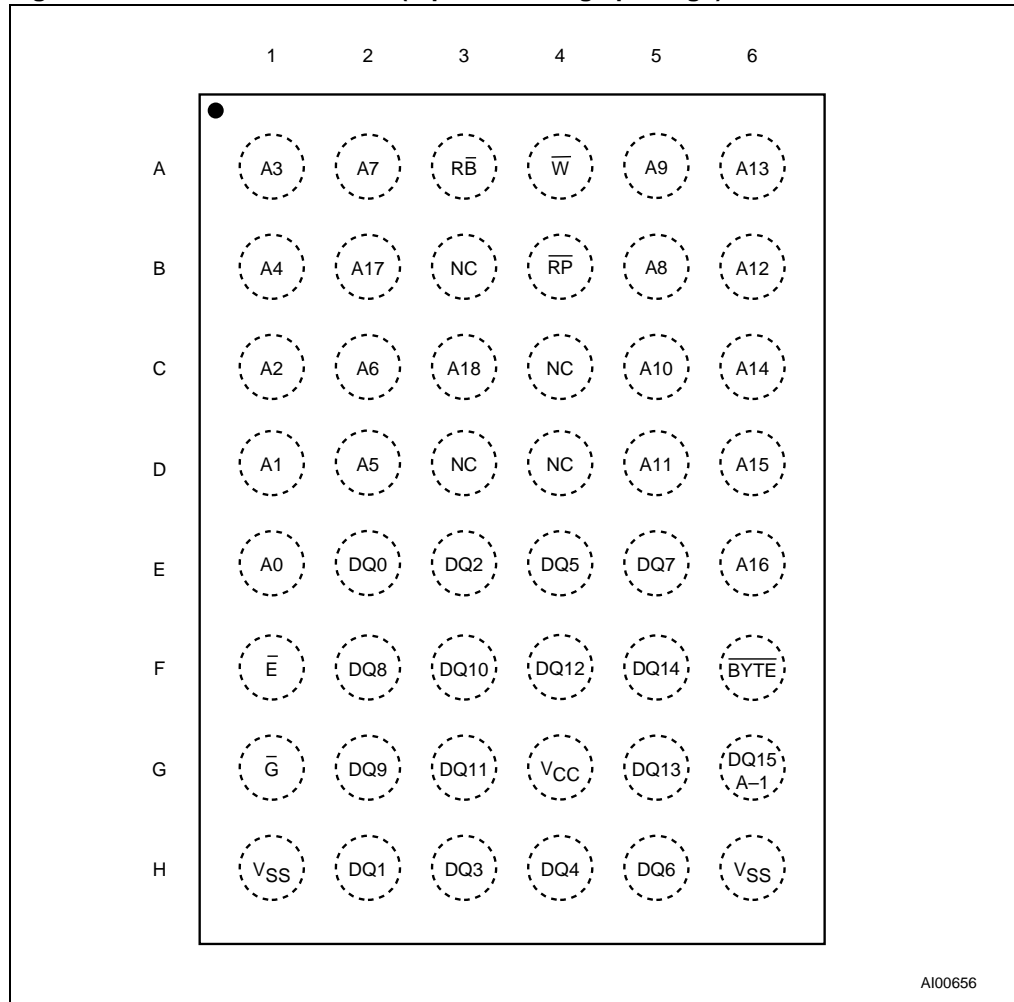 1 2 3 4 5 6
A A3 A7 RB̅ W̅ A9 A13
B A4 A17 NC R̅P̅ A8 A12
C A2 A6 A18 NC A10 A14
D A1 A5 NC NC A11 A15
E A0 DQ0 DQ2 DQ5 DQ7 A16
F E̅ DQ8 DQ10 DQ12 DQ14 B̅Y̅T̅E̅
G G̅ DQ9 DQ11 VCC DQ13 DQ15
A–1
H VSS DQ1 DQ3 DQ4 DQ6 VSS
AI00656